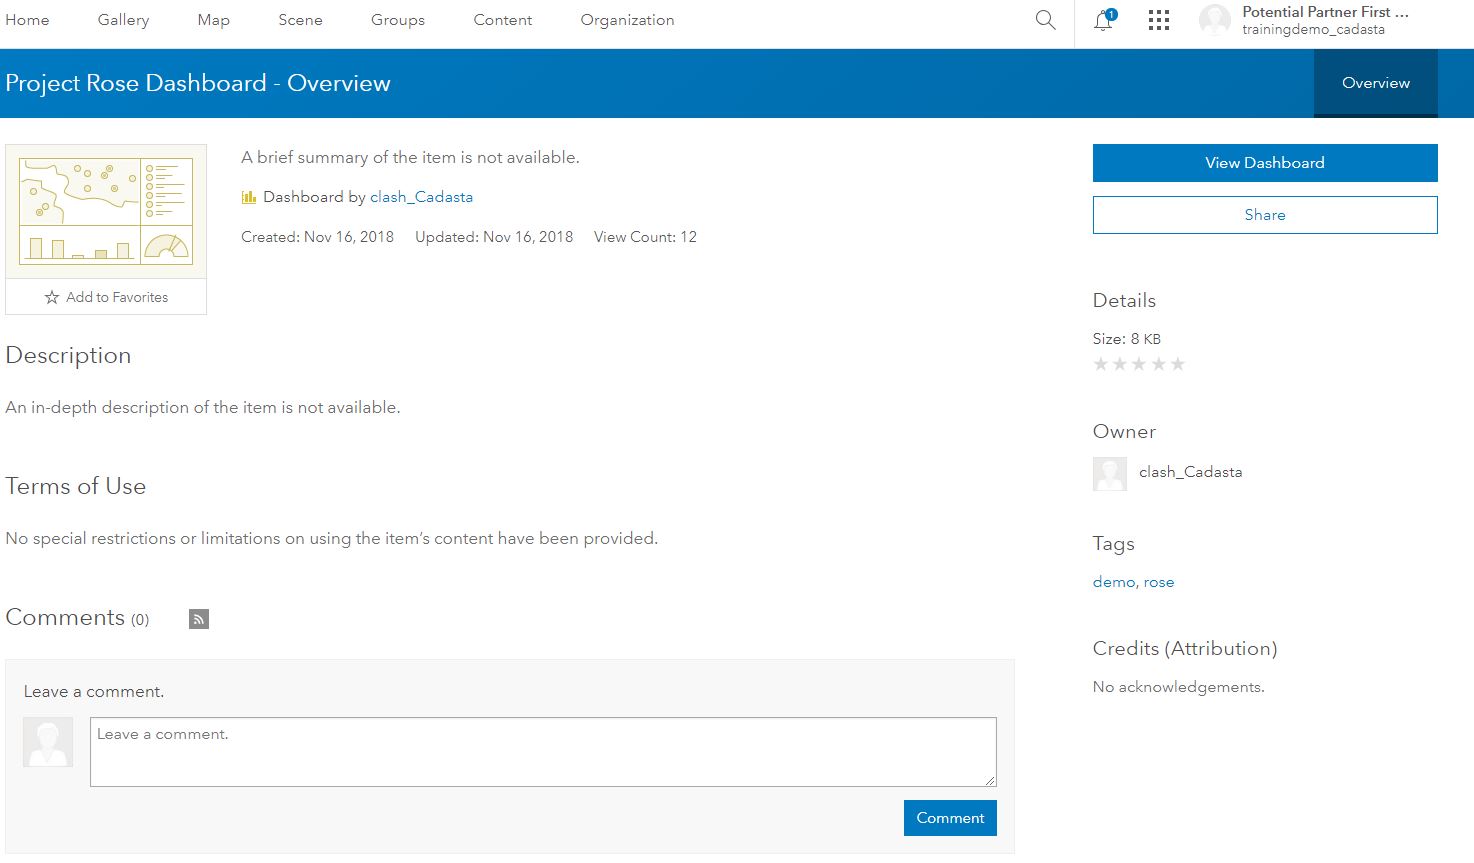 Home Gallery Map Scene Groups Content Organization
1
Potential Partner First ...
trainingdemo_cadasta
Project Rose Dashboard - Overview
Overview
A brief summary of the item is not available.
Dashboard by clash_Cadasta
Created: Nov 16, 2018 Updated: Nov 16, 2018 View Count: 12
Add to Favorites
View Dashboard
Share
Description
An in-depth description of the item is not available.
Terms of Use
No special restrictions or limitations on using the item’s content have been provided.
Comments (0)
Leave a comment.
Leave a comment.
Comment
Details
Size: 8 KB
Owner
clash_Cadasta
Tags
demo, rose
Credits (Attribution)
No acknowledgements.